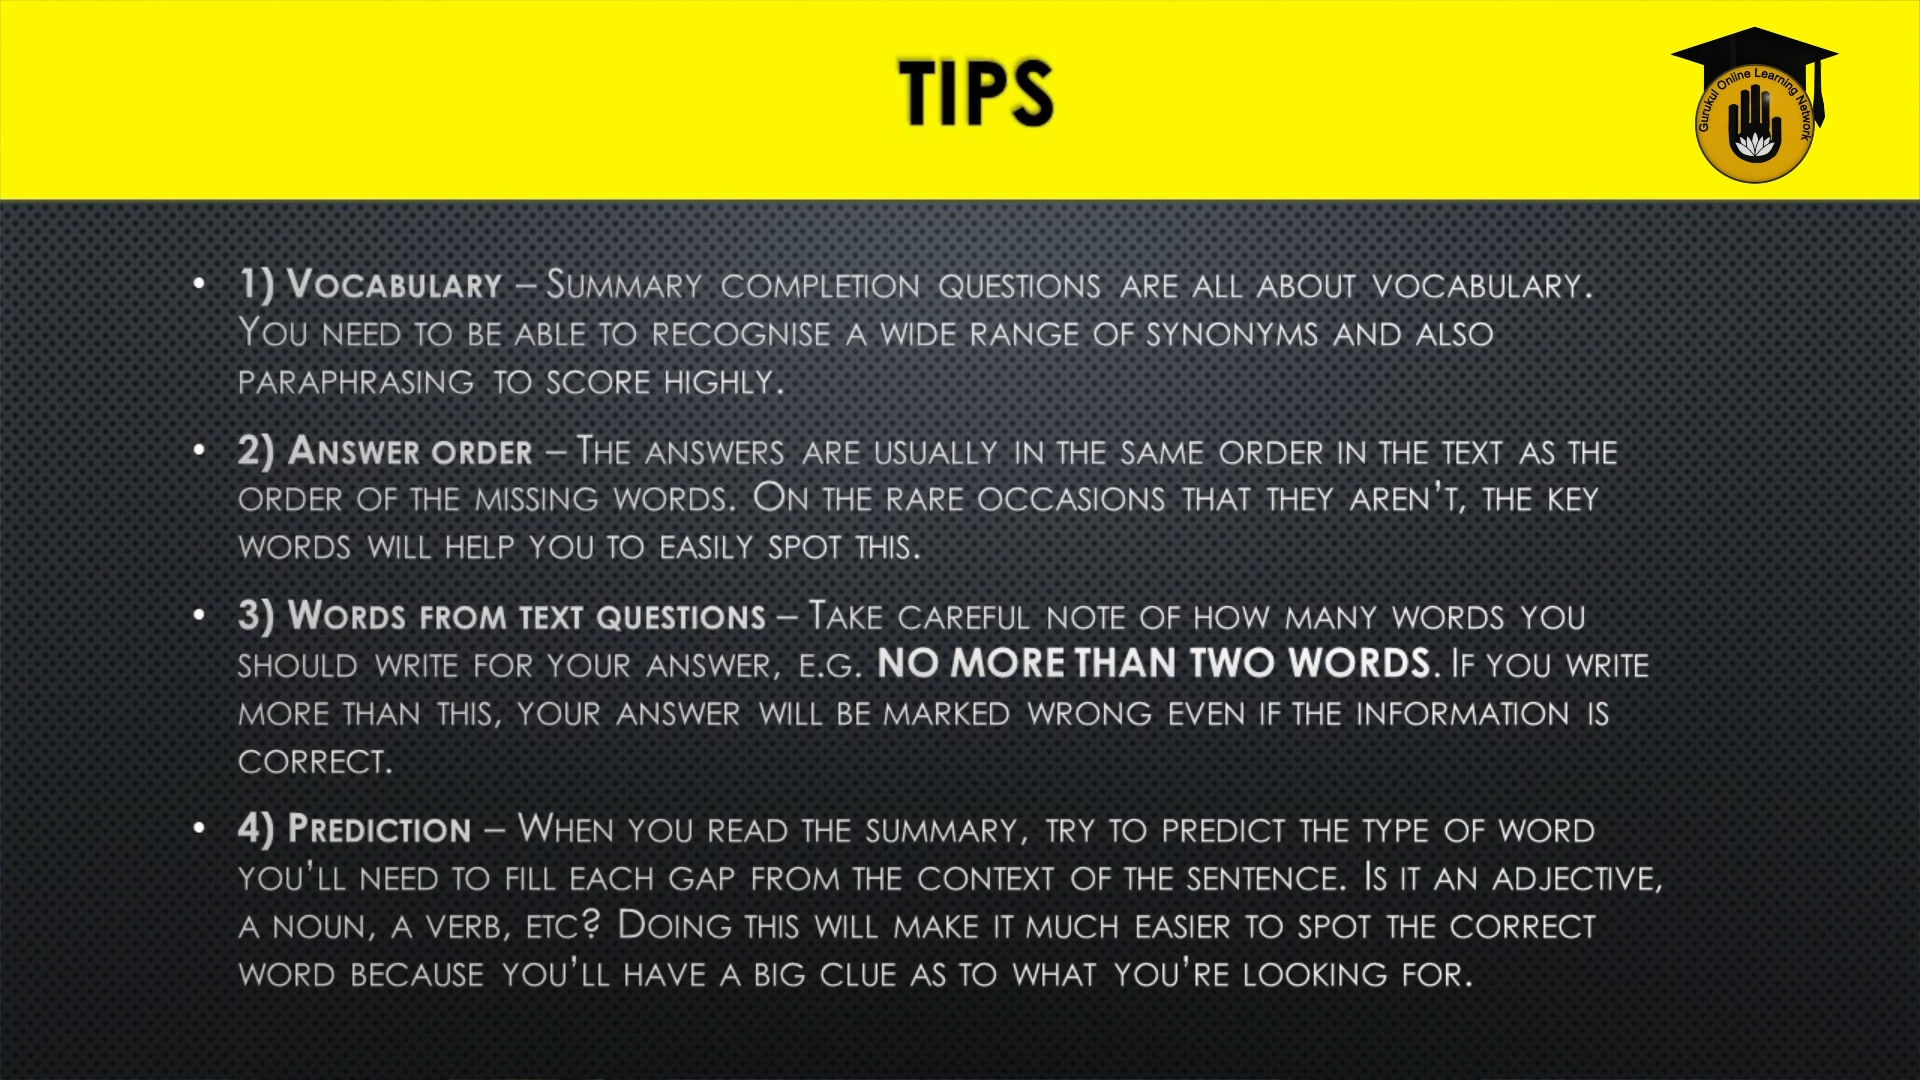 TIPS
Gurukul Online Learning Network
• 1) Vocabulary – Summary completion questions are all about vocabulary.
You need to be able to recognise a wide range of synonyms and also
paraphrasing to score highly.
• 2) Answer order – The answers are usually in the same order in the text as the
order of the missing words. On the rare occasions that they aren’t, the key
words will help you to easily spot this.
• 3) Words from text questions – Take careful note of how many words you
should write for your answer, e.g. NO MORE THAN TWO WORDS. If you write
more than this, your answer will be marked wrong even if the information is
correct.
• 4) Prediction – When you read the summary, try to predict the type of word
you’ll need to fill each gap from the context of the sentence. Is it an adjective,
a noun, a verb, etc? Doing this will make it much easier to spot the correct
word because you’ll have a big clue as to what you’re looking for.